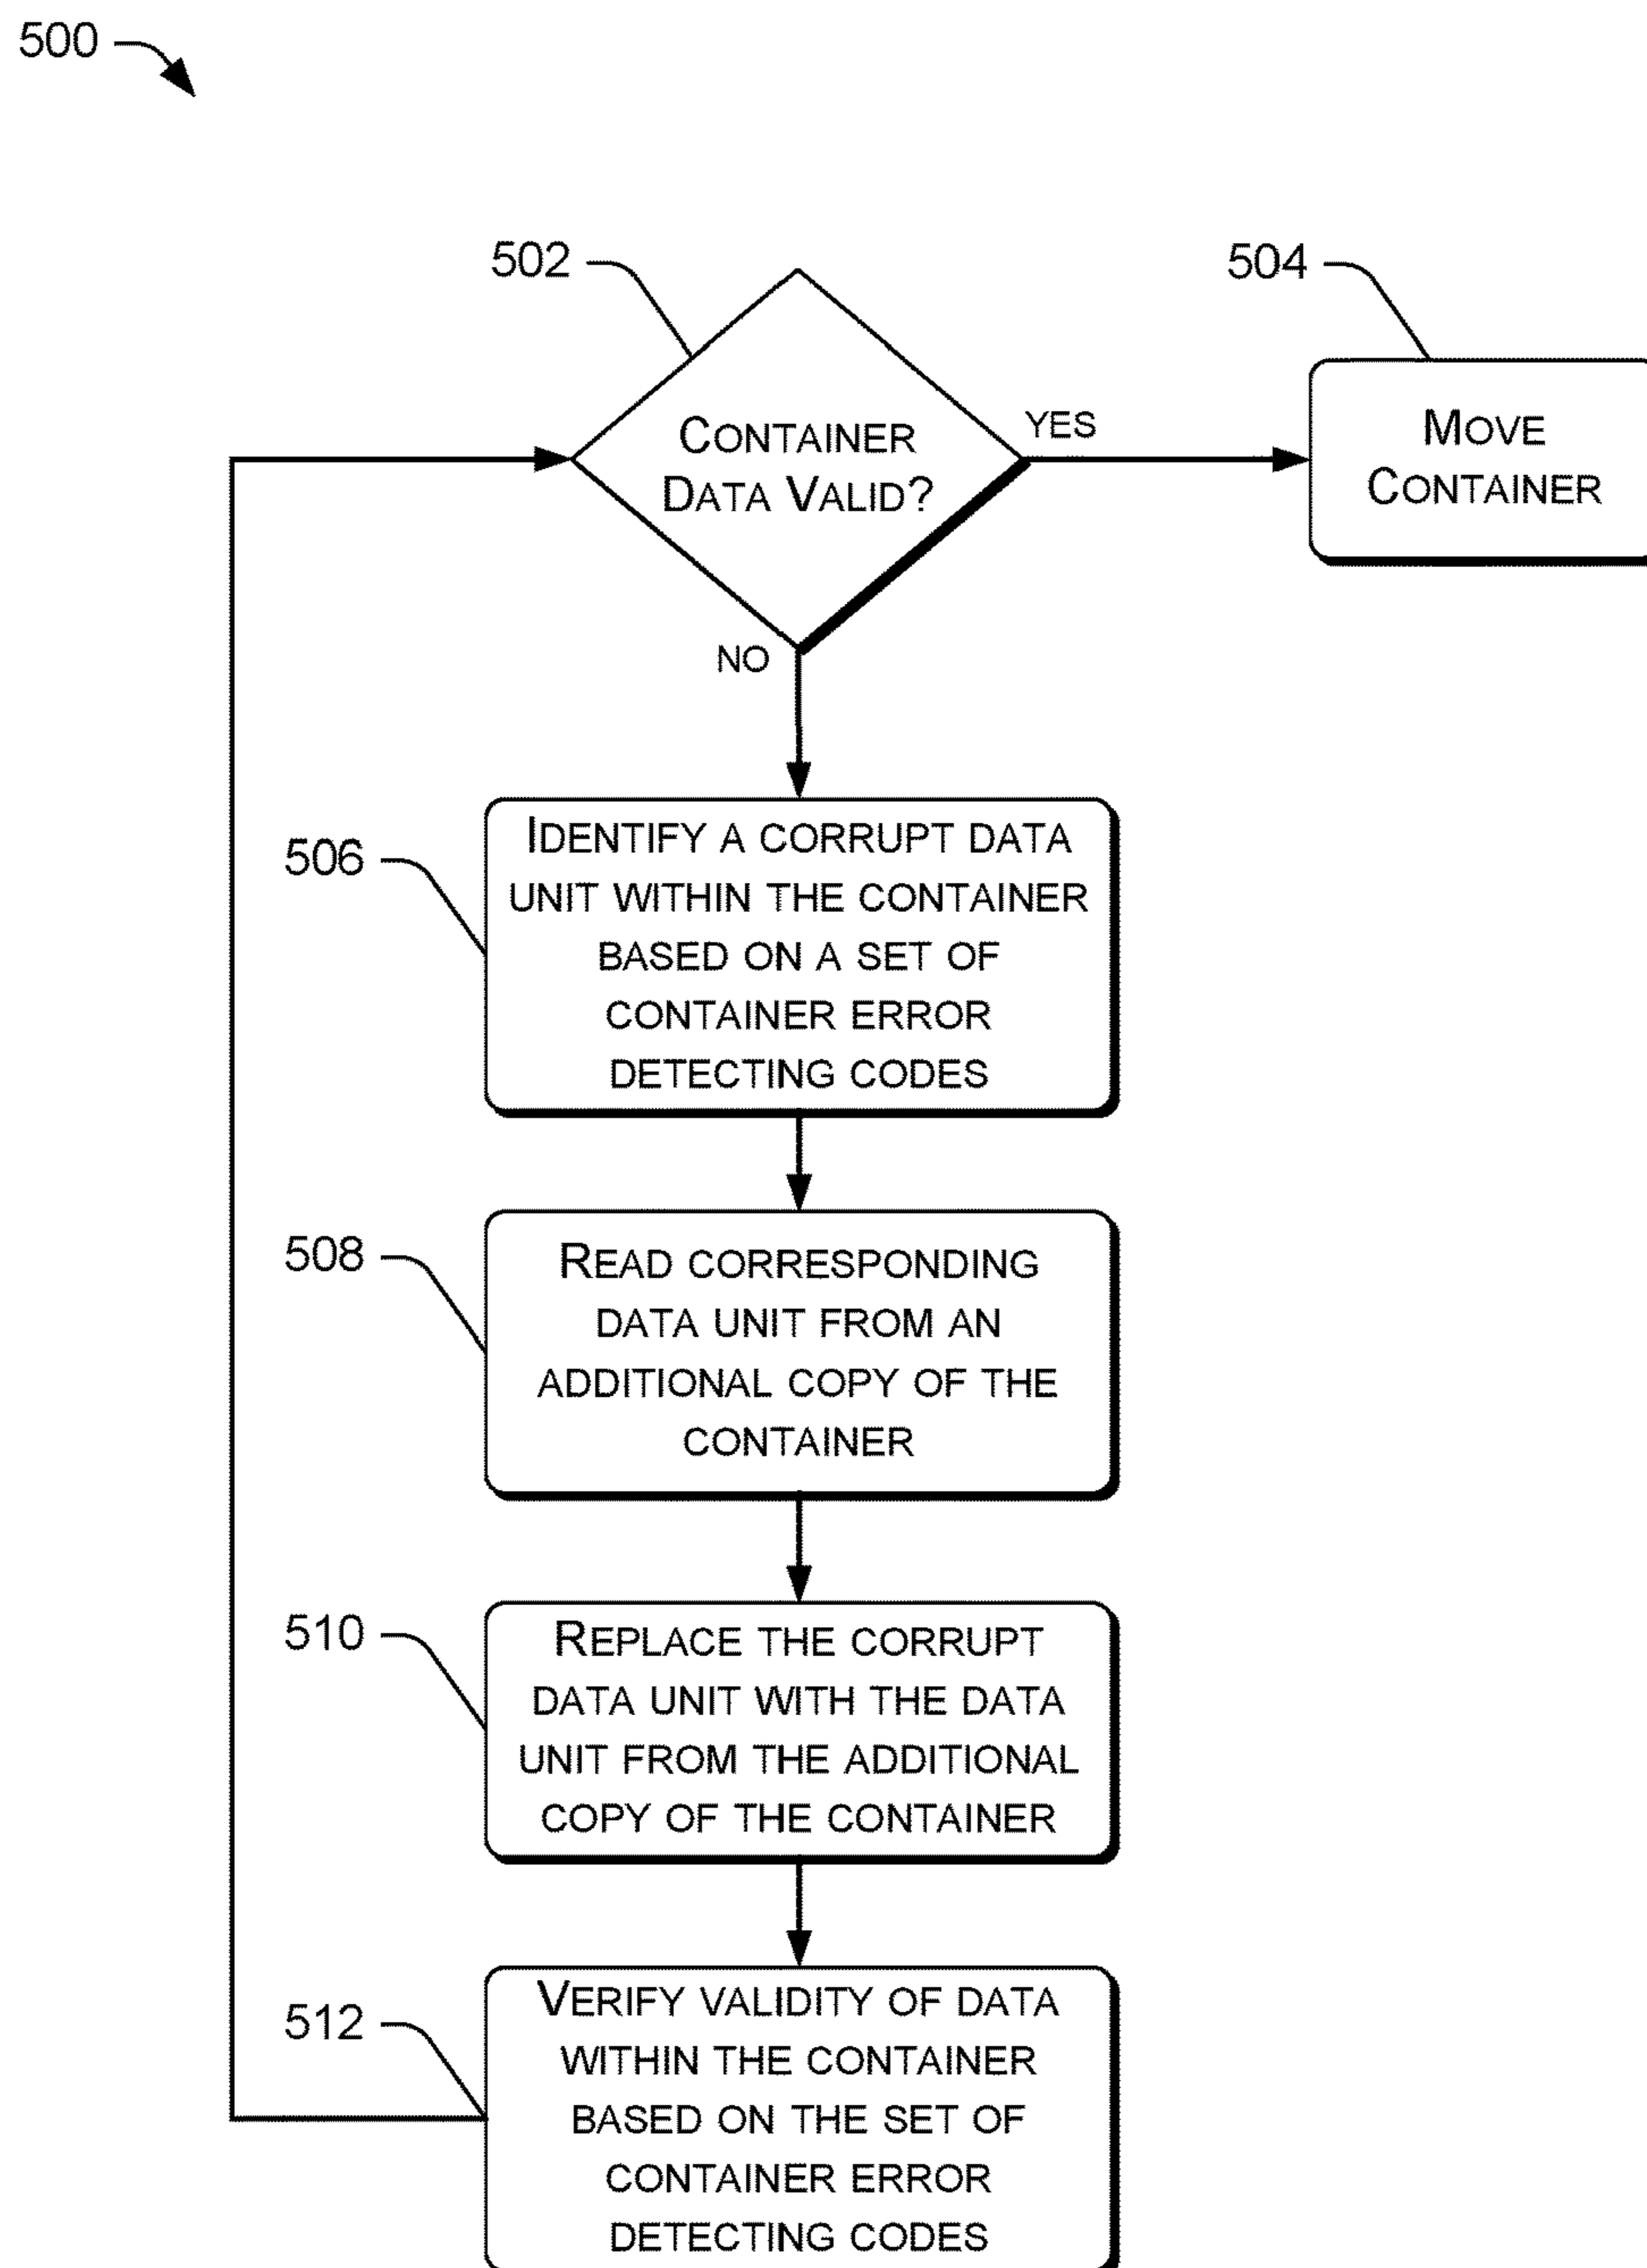 500
502
504
CONTAINER
DATA VALID?
YES
MOVE
CONTAINER
NO
506
IDENTIFY A CORRUPT DATA
UNIT WITHIN THE CONTAINER
BASED ON A SET OF
CONTAINER ERROR
DETECTING CODES
508
READ CORRESPONDING
DATA UNIT FROM AN
ADDITIONAL COPY OF THE
CONTAINER
510
REPLACE THE CORRUPT
DATA UNIT WITH THE DATA
UNIT FROM THE ADDITIONAL
COPY OF THE CONTAINER
512
VERIFY VALIDITY OF DATA
WITHIN THE CONTAINER
BASED ON THE SET OF
CONTAINER ERROR
DETECTING CODES